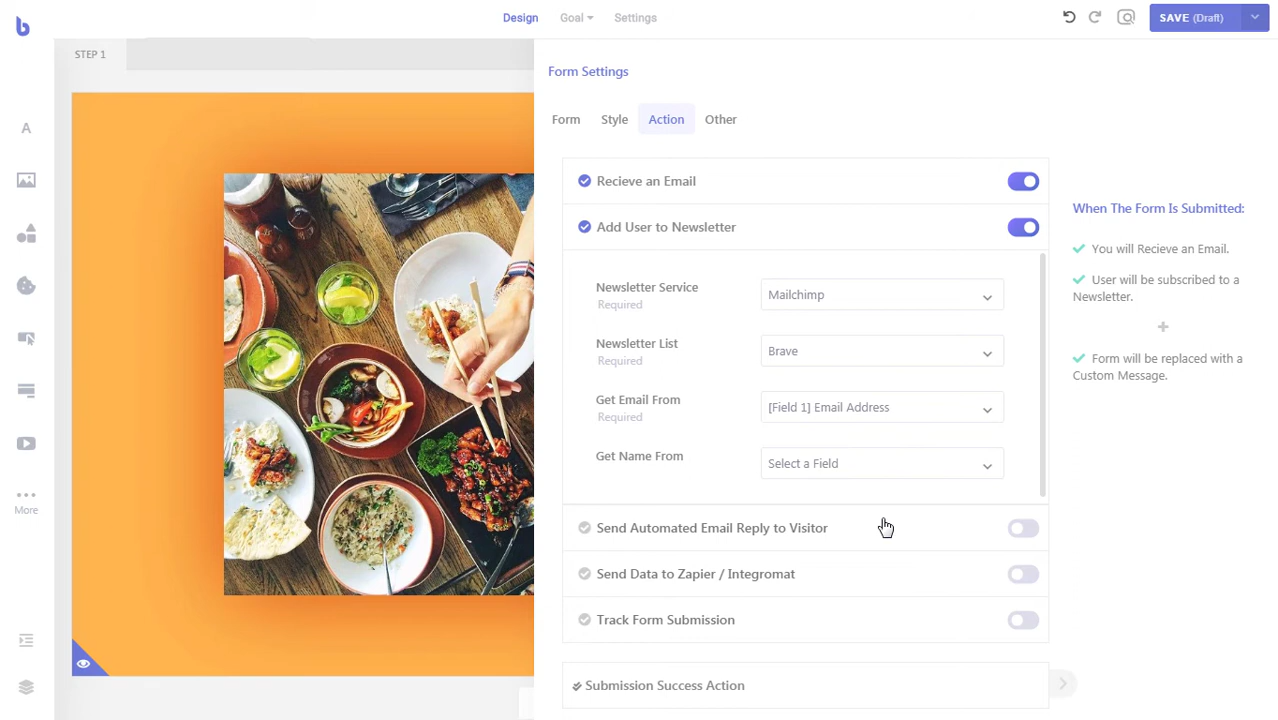 Design
Goal
Settings
SAVE (Draft)
STEP 1
Form Settings
Form
Style
Action
Other
Recieve an Email
Add User to Newsletter
Newsletter Service
Required
Mailchimp
Newsletter List
Required
Brave
Get Email From
Required
[Field 1] Email Address
Get Name From
Select a Field
Send Automated Email Reply to Visitor
Send Data to Zapier / Integromat
Track Form Submission
Submission Success Action
When The Form Is Submitted:
You will Recieve an Email.
User will be subscribed to a
Newsletter.
+
Form will be replaced with a
Custom Message.
A
More